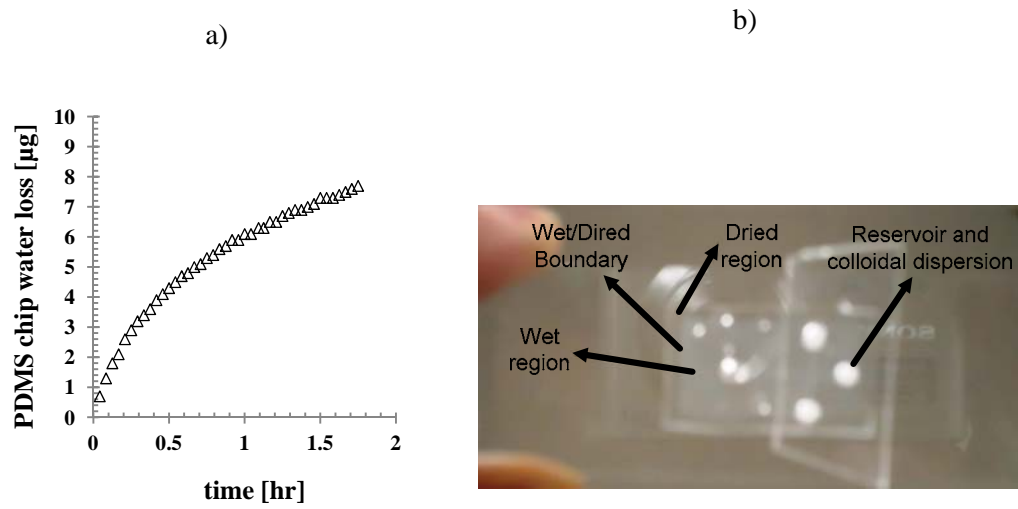 a)
b)
PDMS chip water loss [µg]
10
9
8
7
6
5
4
3
2
1
0
0
0.5
1
1.5
2
time [hr]
Wet/Dired
Boundary
Dried
region
Reservoir and
colloidal dispersion
Wet
region